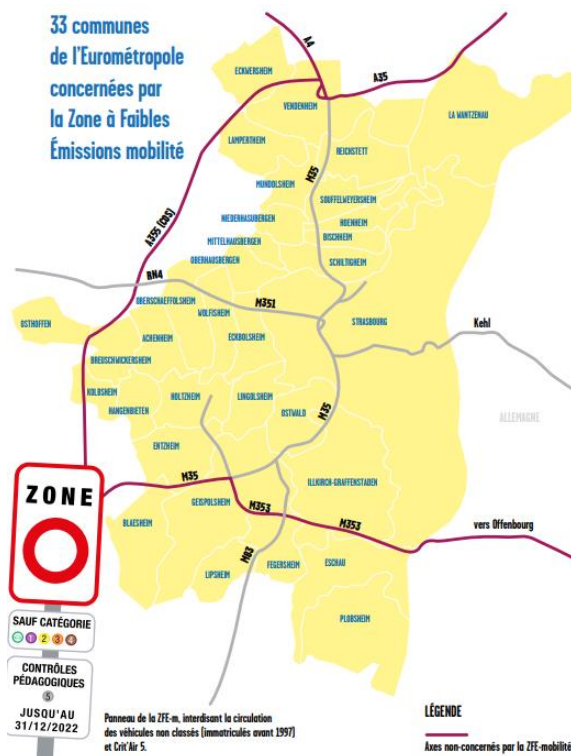 33 communes
de l'Eurométropole
concernées par
la Zone à Faibles
Émissions mobilité
A4
ECKWERSHEIM
A35
VENDENHEIM
LA WANTZENAU
LAMPERTHEIM
REICHSTETT
M35
MUNDOLSHEIM
SOUFFELWEYERSHEIM
A355 (COS)
NIEDERHAUSBERGEN
HOENHEIM
MITTELHAUSBERGEN
BISCHHEIM
OBERHAUSBERGEN
SCHILTIGHEIM
RN4
OBERSCHAEFFOLSHEIM
M351
WOLFISHEIM
OSTHOFFEN
STRASBOURG
Kehl
ACHENHEIM
ECKBOLSHEIM
BREUSCHWICKERSHEIM
KOLBSHEIM
HOLTZHEIM
LINGOLSHEIM
HANGENBIETEN
OSTWALD
M35
ALLEMAGNE
ENTZHEIM
ZONE
M35
ILLKIRCH-GRAFFENSTADEN
GEISPOLSHEIM
M353
M353
vers Offenbourg
BLAESHEIM
M83
LIPSHEIM
FEGERSHEIM
ESCHAU
SAUF CATÉGORIE
1 2 3 4
PLOBSHEIM
CONTRÔLES
PÉDAGOGIQUES
5
JUSQU'AU
31/12/2022
Panneau de la ZFE-m, interdisant la circulation
des véhicules non classés (immatriculés avant 1997)
et Crit'Air 5.
LÉGENDE
Axes non-concernés par la ZFE-mobilité